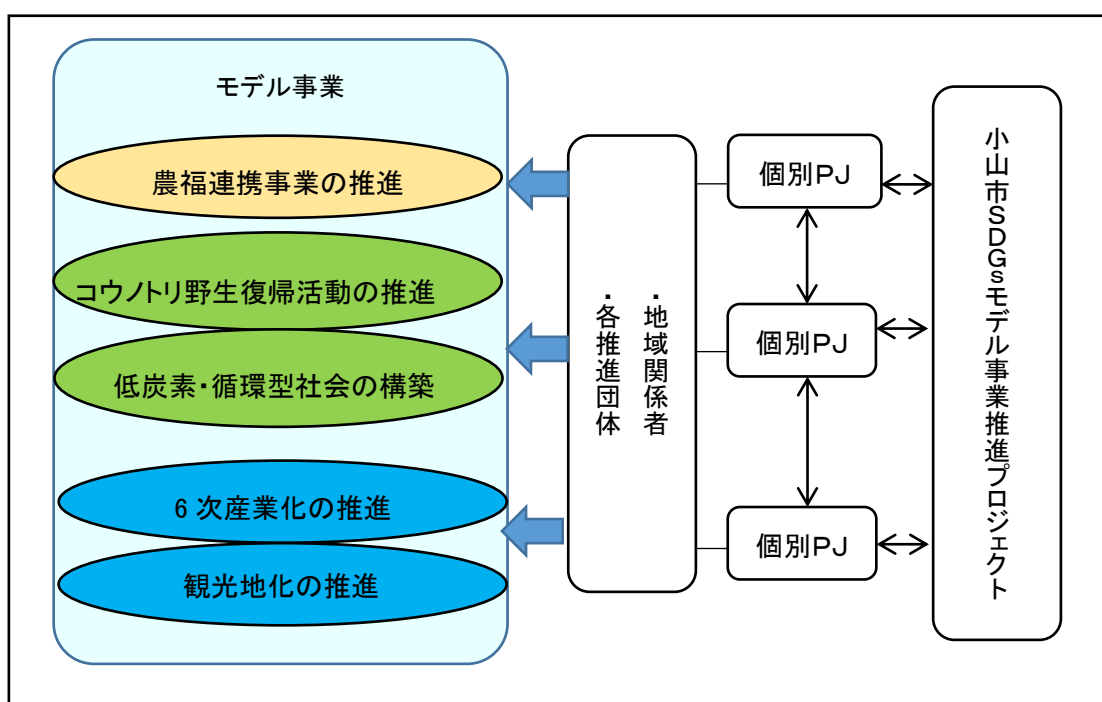 モデル事業
農福連携事業の推進
コウノトリ野生復帰活動の推進
低炭素・循環型社会の構築
6次産業化の推進
観光地化の推進
・地域関係者
・各推進団体
個別PJ
個別PJ
個別PJ
小山市SDGsモデル事業推進プロジェクト